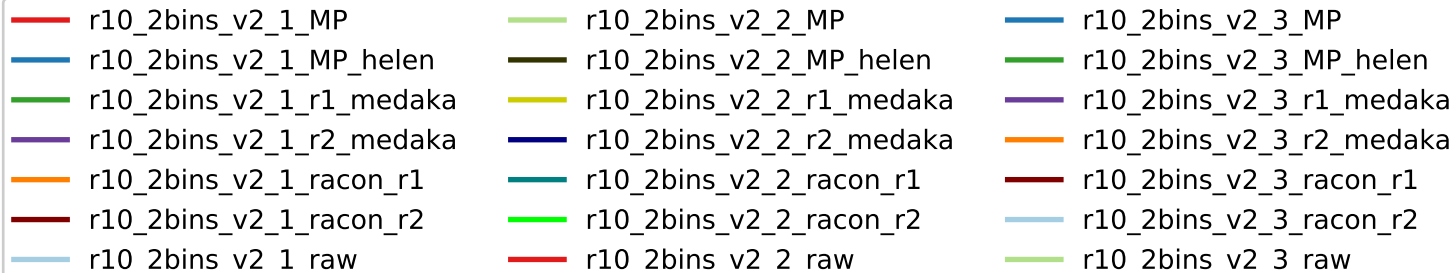 r10_2bins_v2_1_MP
r10_2bins_v2_1_MP_helen
r10_2bins_v2_1_r1_medaka
r10_2bins_v2_1_r2_medaka
r10_2bins_v2_1_racon_r1
r10_2bins_v2_1_racon_r2
r10_2bins_v2_1_raw
r10_2bins_v2_2_MP
r10_2bins_v2_2_MP_helen
r10_2bins_v2_2_r1_medaka
r10_2bins_v2_2_r2_medaka
r10_2bins_v2_2_racon_r1
r10_2bins_v2_2_racon_r2
r10_2bins_v2_2_raw
r10_2bins_v2_3_MP
r10_2bins_v2_3_MP_helen
r10_2bins_v2_3_r1_medaka
r10_2bins_v2_3_r2_medaka
r10_2bins_v2_3_racon_r1
r10_2bins_v2_3_racon_r2
r10_2bins_v2_3_raw